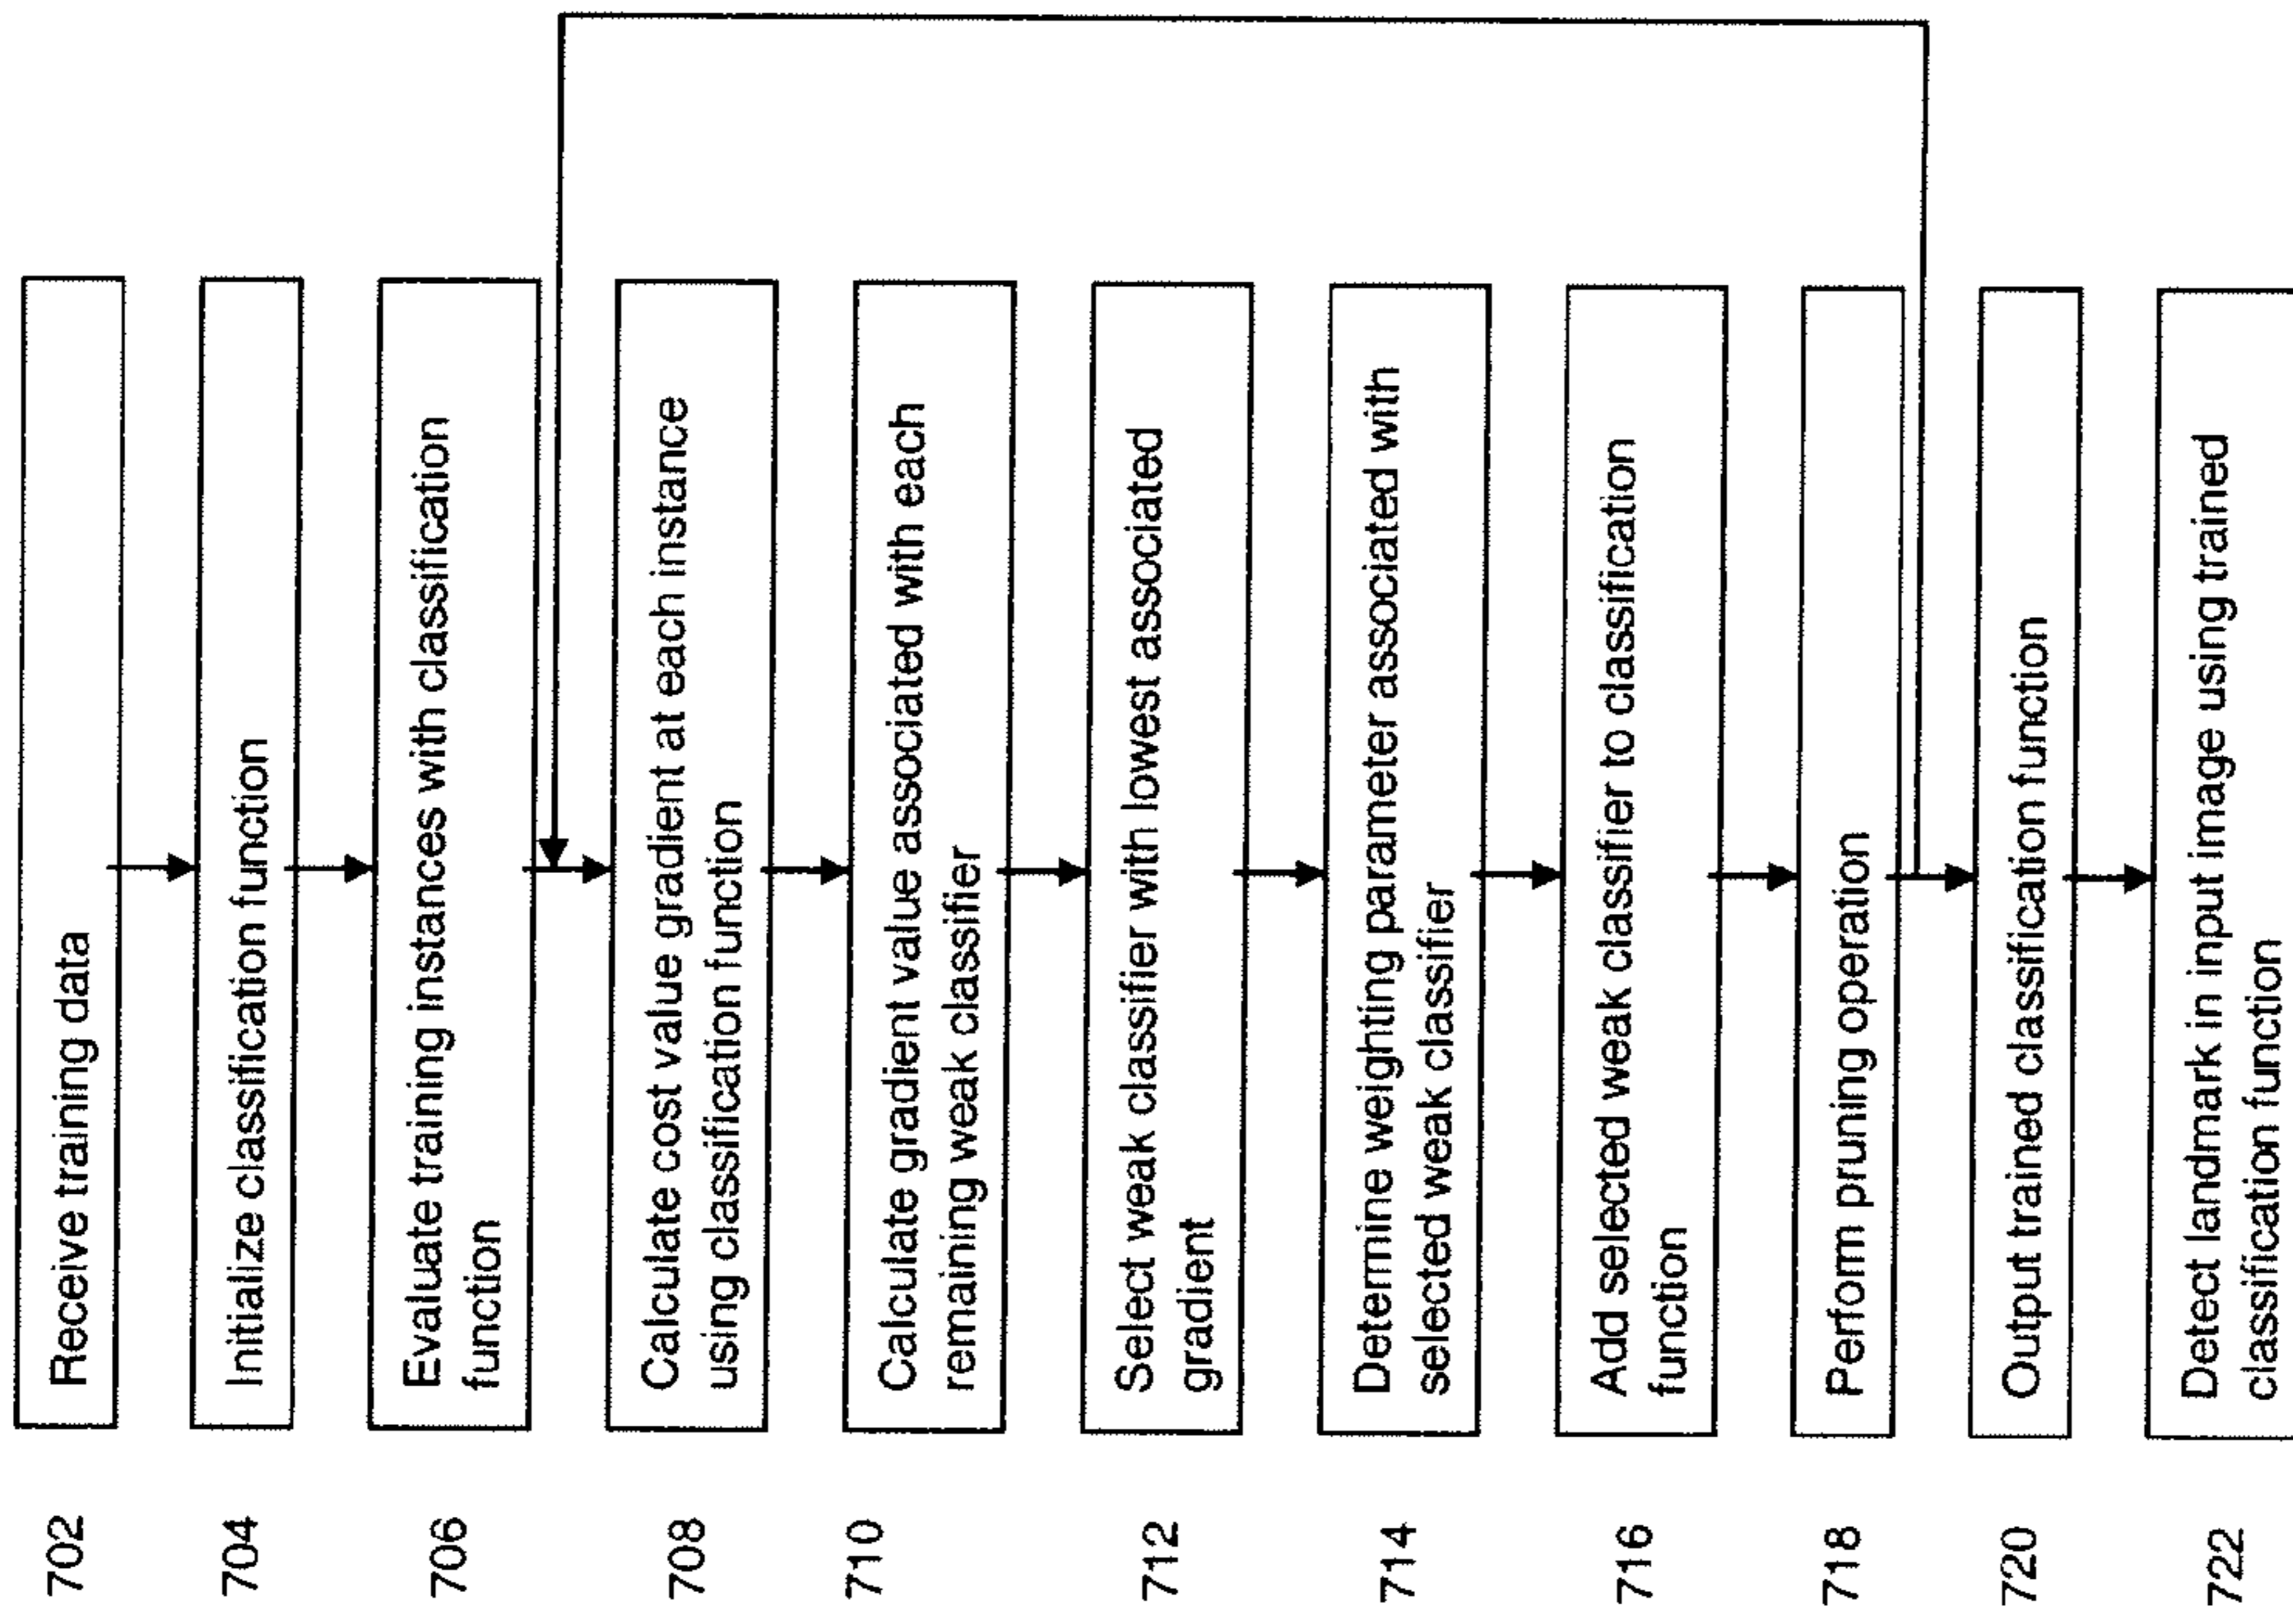 702
Receive training data
704
Initialize classification function
706
Evaluate training instances with classification
function
708
Calculate cost value gradient at each instance
using classification function
710
Calculate gradient value associated with each
remaining weak classifier
712
Select weak classifier with lowest associated
gradient
714
Determine weighting parameter associated with
selected weak classifier
716
Add selected weak classifier to classification
function
718
Perform pruning operation
720
Output trained classification function
722
Detect landmark in input image using trained
classification function